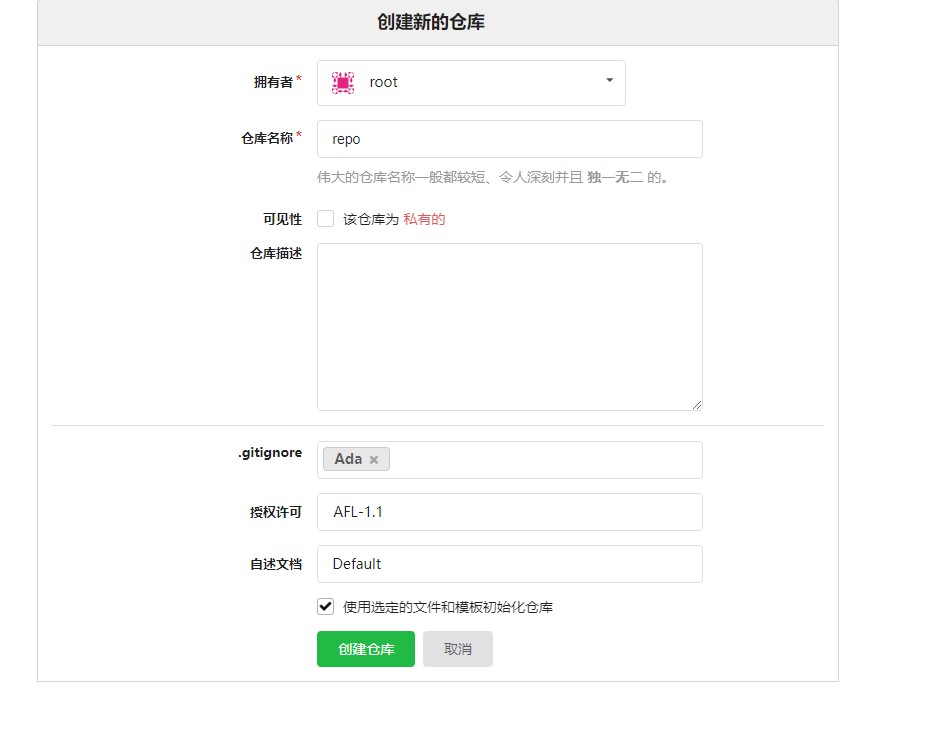 创建新的仓库
拥有者* root
仓库名称* repo
伟大的仓库名称一般都较短、令人深刻并且 独一无二 的。
可见性 该仓库为 私有的
仓库描述
.gitignore Ada ×
授权许可 AFL-1.1
自述文档 Default
使用选定的文件和模板初始化仓库
创建仓库 取消